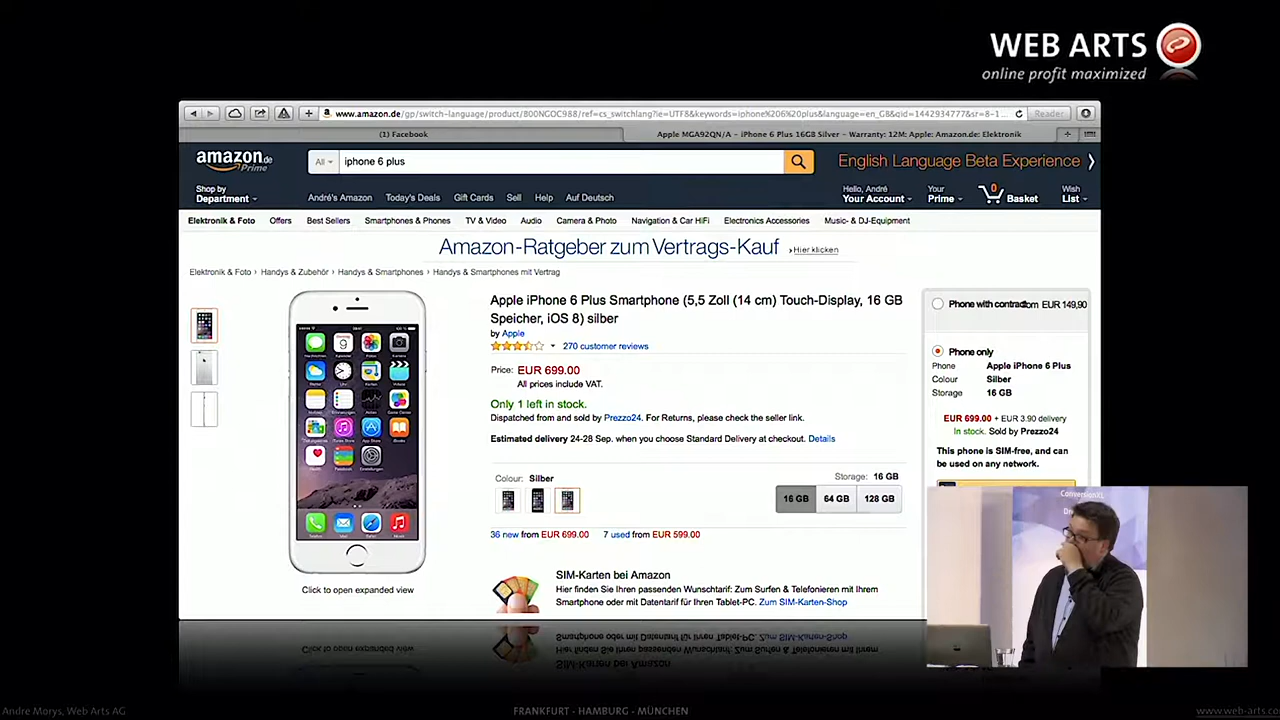 WEB ARTS
online profit maximized
www.amazon.de/gp/switch-language/product/B00NGOC988/ref=cs_switchlang?ie=UTF8&keywords=iphone%206%20plus&language=en_GB&qid=1442934777&sr=8-1...
Reader
(1) Facebook
Apple MGA92QN/A – iPhone 6 Plus 16GB Silver – Warranty: 12M: Apple: Amazon.de: Elektronik
amazon.de
Prime
All
iphone 6 plus
English Language Beta Experience
Shop by
Department
André's Amazon Today's Deals Gift Cards Sell Help Auf Deutsch
Hello, André
Your Account
Your
Prime
0
Basket
Wish
List
Elektronik & Foto Offers Best Sellers Smartphones & Phones TV & Video Audio Camera & Photo Navigation & Car HiFi Electronics Accessories Music- & DJ-Equipment
Amazon-Ratgeber zum Vertrags-Kauf ›Hier klicken
Elektronik & Foto › Handys & Zubehör › Handys & Smartphones › Handys & Smartphones mit Vertrag
Apple iPhone 6 Plus Smartphone (5,5 Zoll (14 cm) Touch-Display, 16 GB
Speicher, iOS 8) silber
by Apple
270 customer reviews
Price: EUR 699.00
All prices include VAT.
Only 1 left in stock.
Dispatched from and sold by Prezzo24. For Returns, please check the seller link.
Estimated delivery 24-28 Sep. when you choose Standard Delivery at checkout. Details
Colour: Silber
Storage: 16 GB
16 GB 64 GB 128 GB
36 new from EUR 699.00 7 used from EUR 599.00
SIM-Karten bei Amazon
Hier finden Sie Ihren passenden Wunschtarif: Zum Surfen & Telefonieren mit Ihrem
Smartphone oder mit Datentarif für Ihren Tablet-PC. Zum SIM-Karten-Shop
Click to open expanded view
Phone with contract EUR 149,90
Phone only
Phone Apple iPhone 6 Plus
Colour Silber
Storage 16 GB
EUR 699.00 + EUR 3.90 delivery
In stock. Sold by Prezzo24
This phone is SIM-free, and can
be used on any network.
ConversionXL
Andre Morys, Web Arts AG
FRANKFURT - HAMBURG - MÜNCHEN
www.web-arts.co